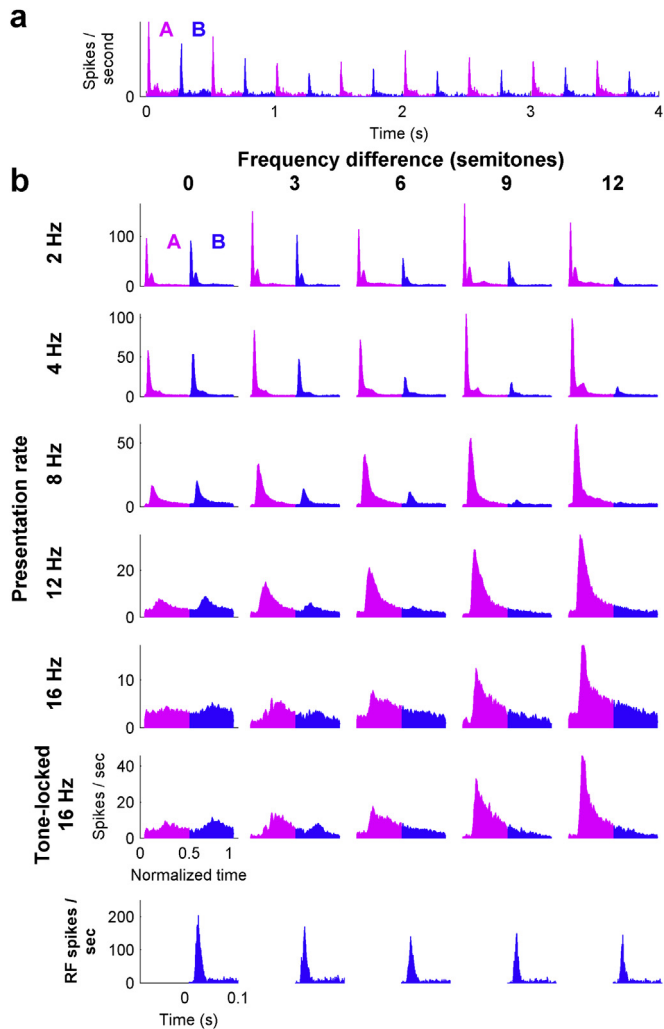 a
A B
Spikes / second
0
0 1 2 3 4
Time (s)
b
Frequency difference (semitones)
0 3 6 9 12
A B
2 Hz
100
0
4 Hz
100
50
0
Presentation rate
8 Hz
50
0
12 Hz
20
0
16 Hz
10
0
Tone-locked 16 Hz
Spikes / sec
40
20
0
0 0.5 1
Normalized time
RF spikes / sec
200
100
0
0 0.1
Time (s)